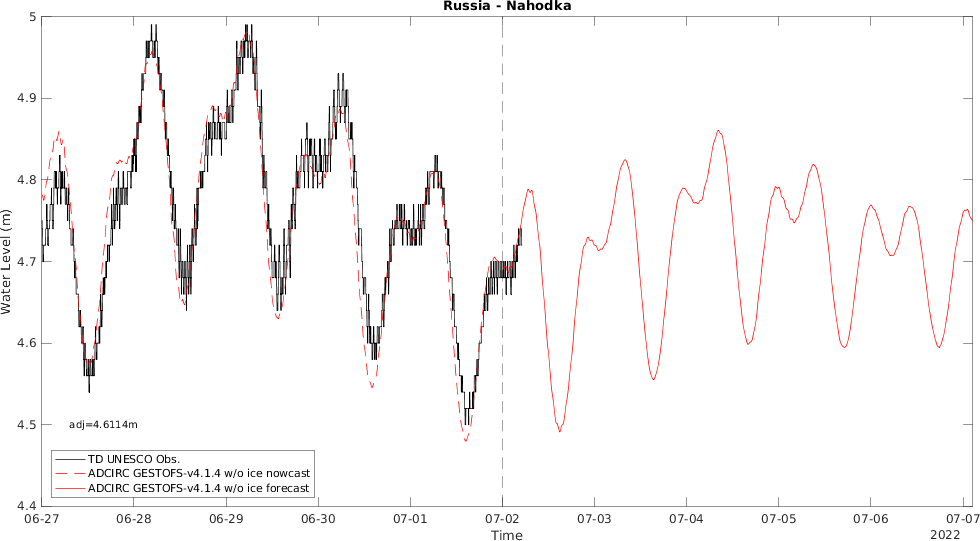 Russia - Nahodka
5
4.9
4.8
4.7
4.6
4.5
4.4
Water Level (m)
adj=4.6114m
TD UNESCO Obs.
ADCIRC GESTOFS-v4.1.4 w/o ice nowcast
ADCIRC GESTOFS-v4.1.4 w/o ice forecast
06-27 06-28 06-29 06-30 07-01 07-02 07-03 07-04 07-05 07-06 07-07
Time
2022